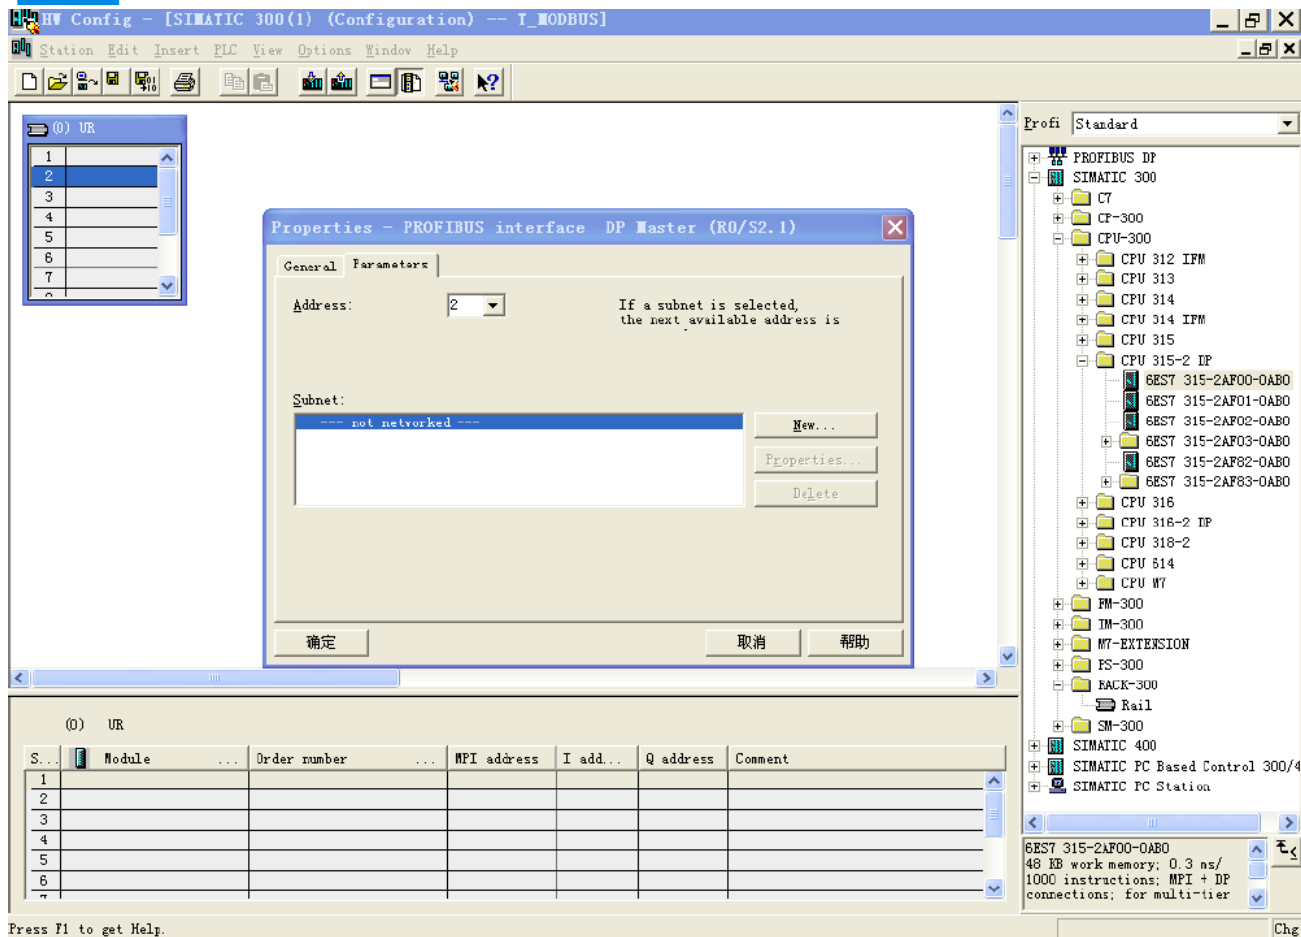 HW Config - [SIMATIC 300(1) (Configuration) -- T_MODBUS]
Station Edit Insert PLC View Options Window Help
(0) UR
1
2
3
4
5
6
7
Properties - PROFIBUS interface DP Master (R0/S2.1)
General Parameters
Address: 2
If a subnet is selected,
the next available address is
Subnet:
--- not networked ---
New...
Properties...
Delete
确定
取消
帮助
Profi Standard
PROFIBUS DP
SIMATIC 300
C7
CP-300
CPU-300
CPU 312 IFM
CPU 313
CPU 314
CPU 314 IFM
CPU 315
CPU 315-2 DP
6ES7 315-2AF00-0AB0
6ES7 315-2AF01-0AB0
6ES7 315-2AF02-0AB0
6ES7 315-2AF03-0AB0
6ES7 315-2AF82-0AB0
6ES7 315-2AF83-0AB0
CPU 316
CPU 316-2 DP
CPU 318-2
CPU 614
CPU M7
FM-300
IM-300
M7-EXTENSION
PS-300
RACK-300
Rail
SM-300
SIMATIC 400
SIMATIC PC Based Control 300/4
SIMATIC PC Station
6ES7 315-2AF00-0AB0
48 KB work memory; 0.3 ms/
1000 instructions; MPI + DP
connections; for multi-tier
(0) UR
S... Module ... Order number ... MPI address I add... Q address Comment
1
2
3
4
5
6
Press F1 to get Help.
Chg